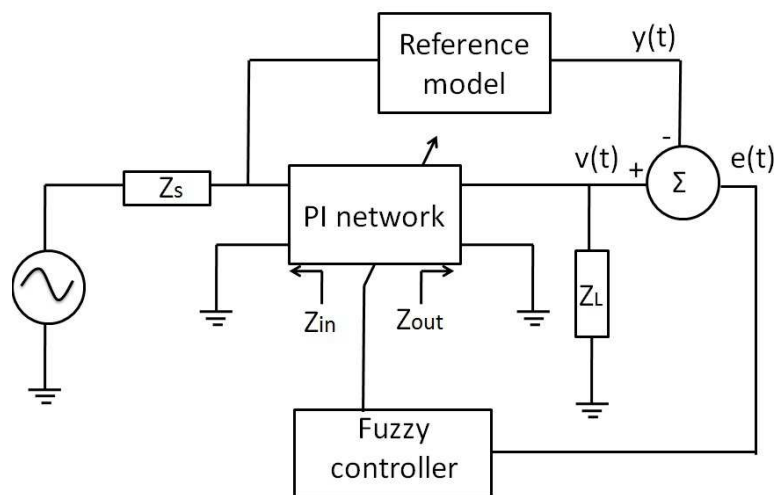 Reference
model
y(t)
Zs
PI network
v(t)
e(t)
-
+
Σ
Zin
Zout
ZL
Fuzzy
controller